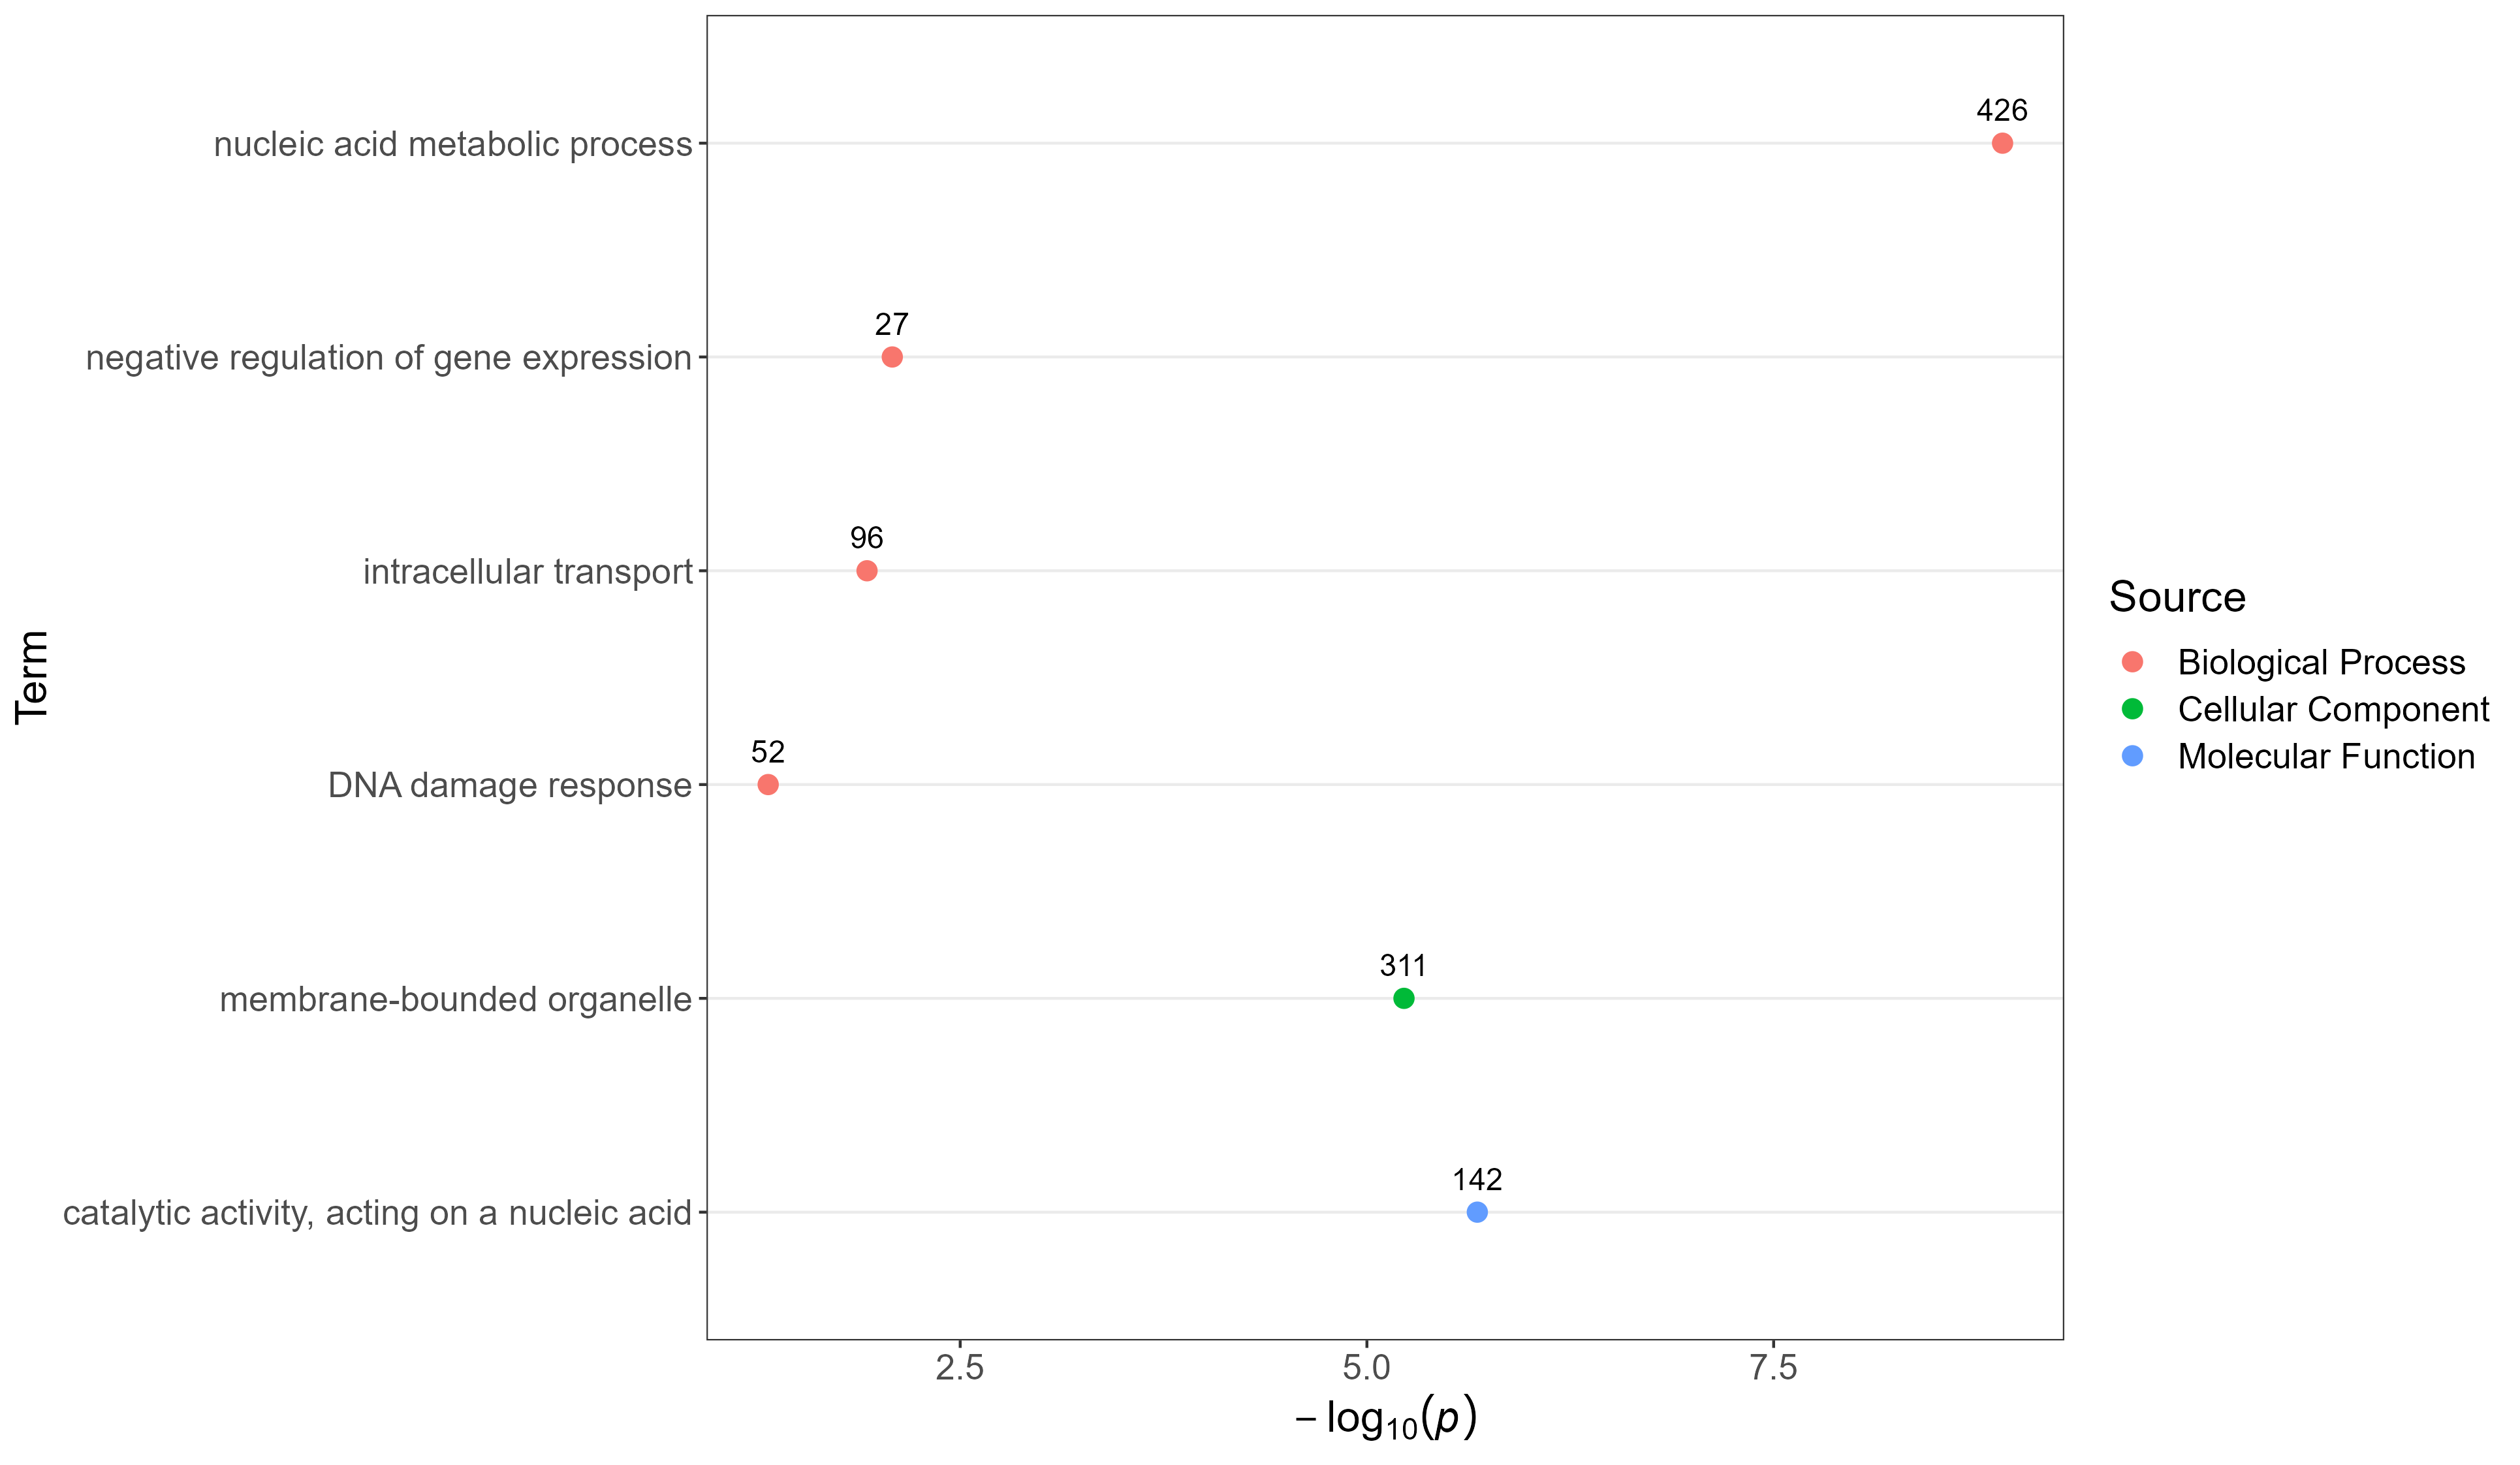 426
nucleic acid metabolic process
27
negative regulation of gene expression
96
intracellular transport
52
DNA damage response
311
membrane-bounded organelle
142
catalytic activity, acting on a nucleic acid
Term
2.5 5.0 7.5
− log10(p)
Source
Biological Process
Cellular Component
Molecular Function